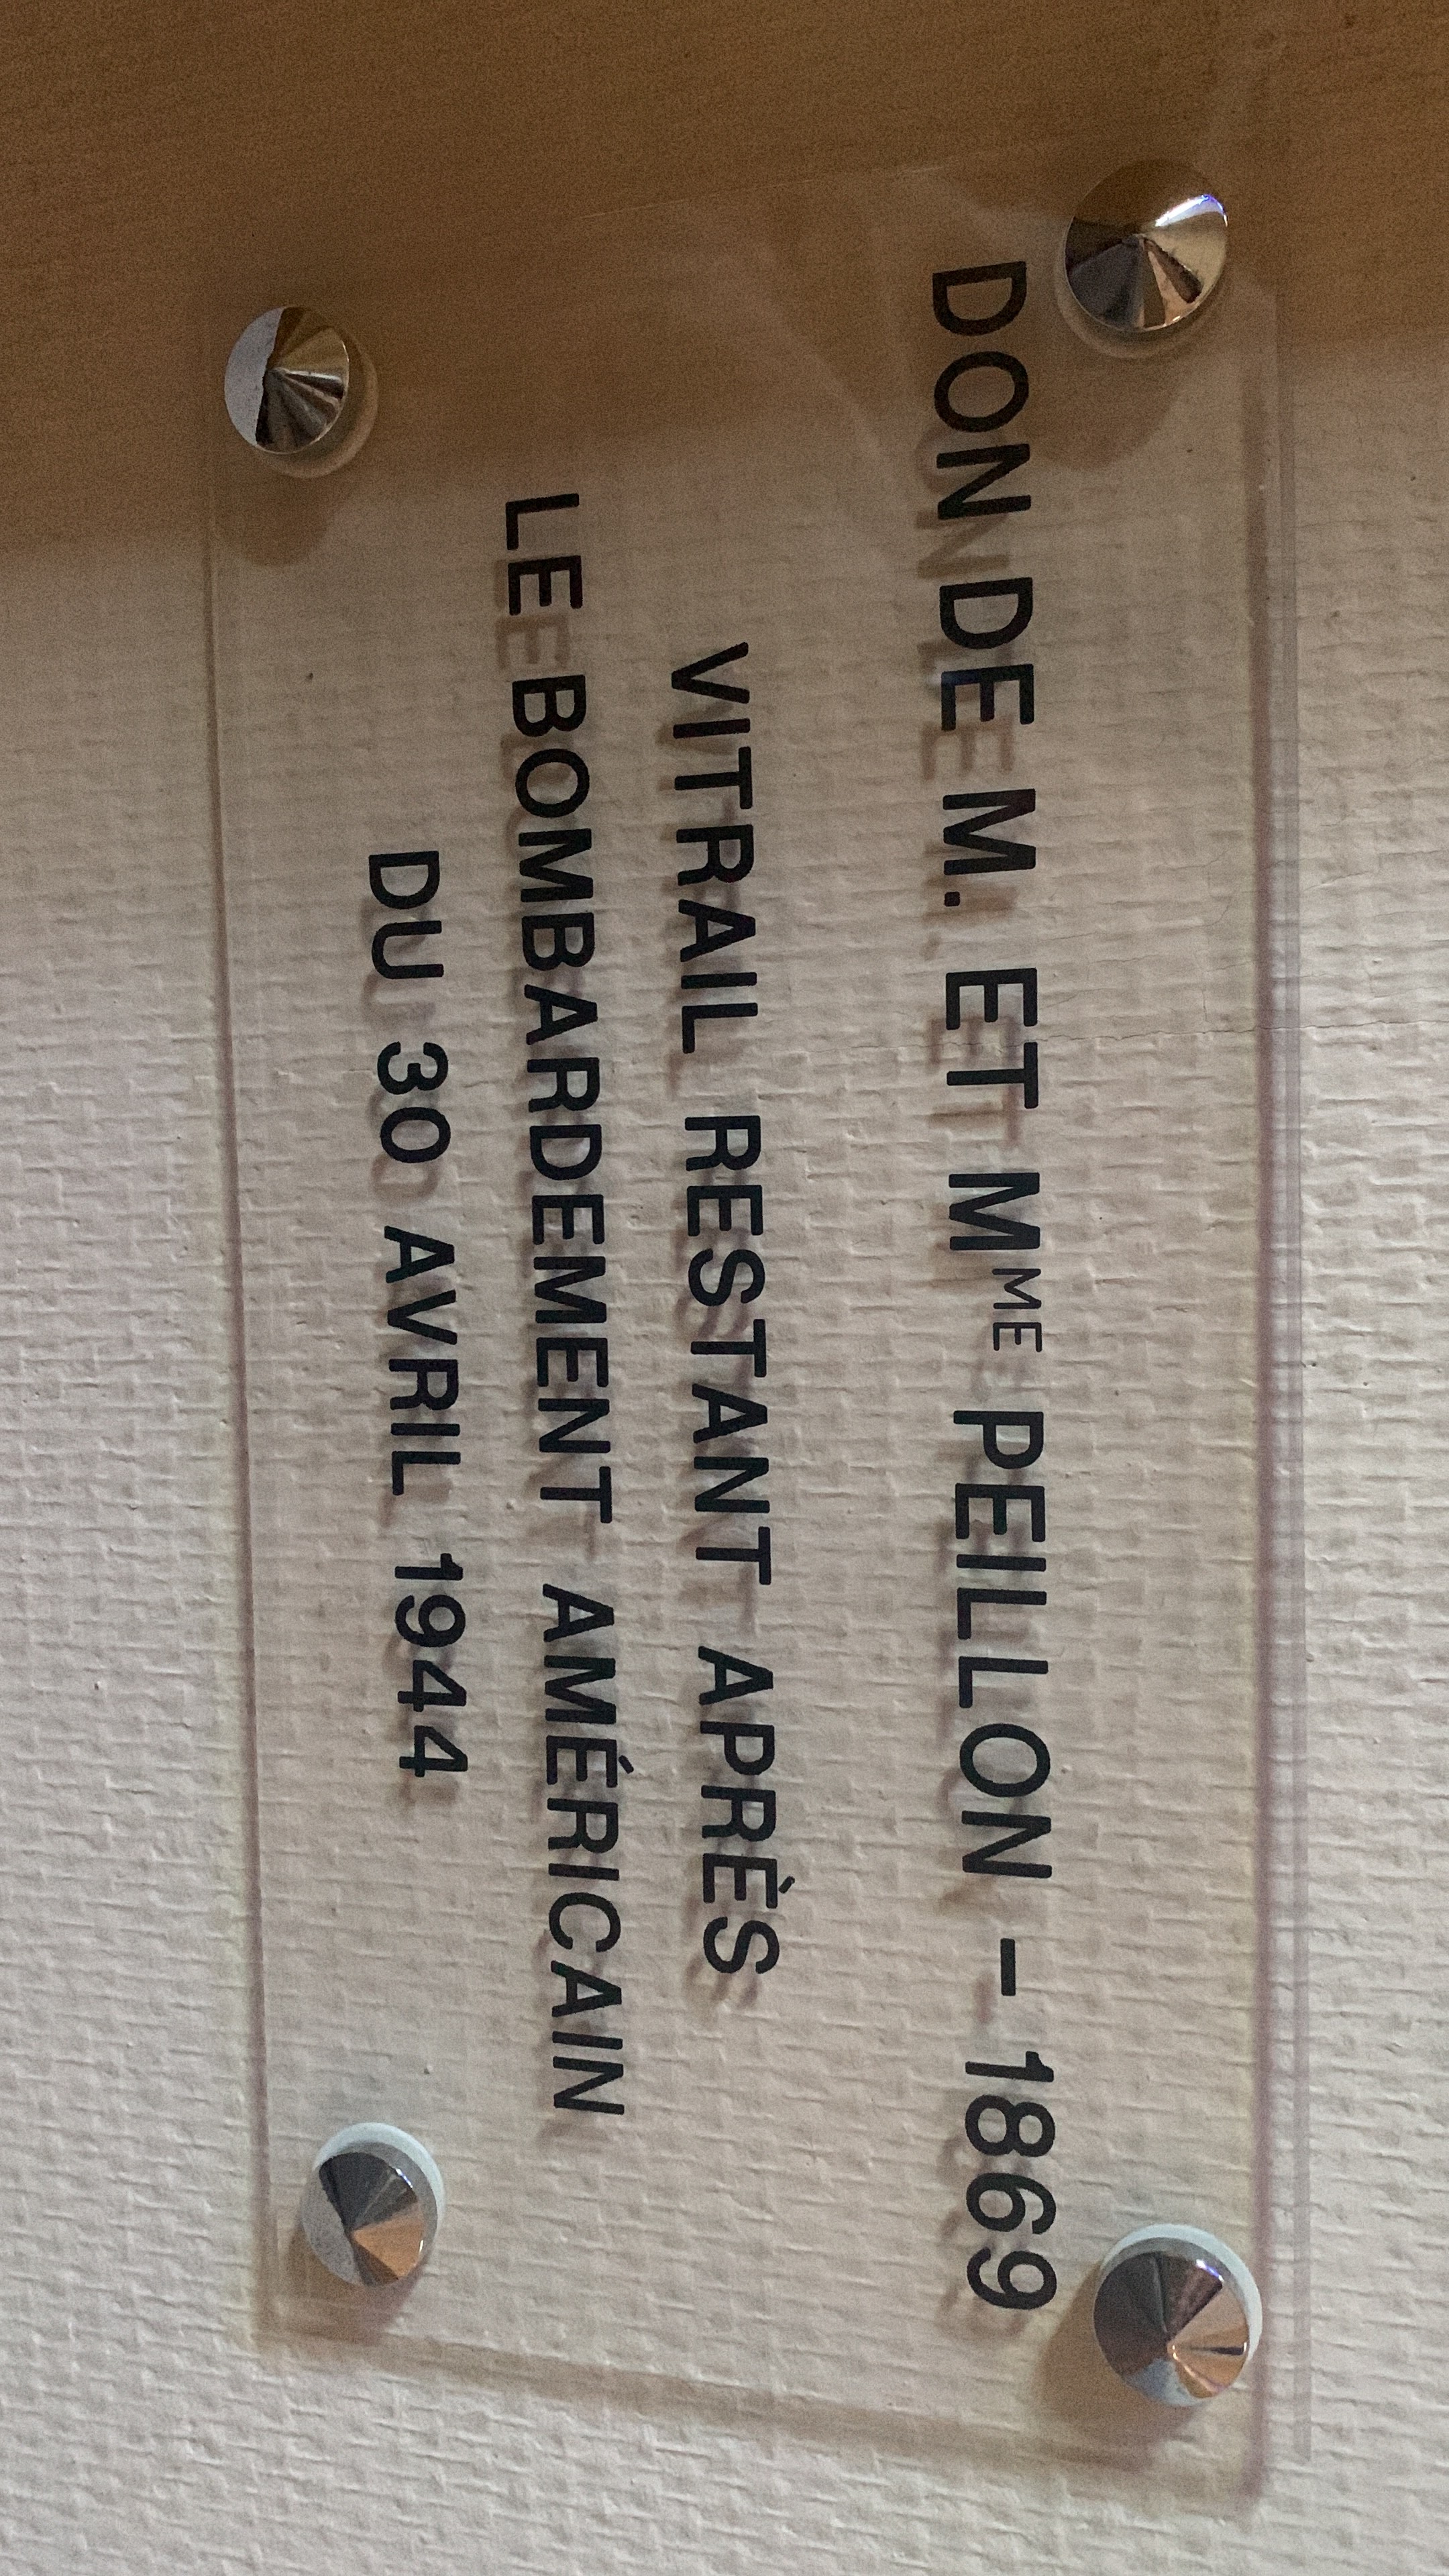 DON DE M. ET MME PEILLON - 1869
VITRAIL RESTANT APRÈS
LE BOMBARDEMENT AMÉRICAIN
DU 30 AVRIL 1944